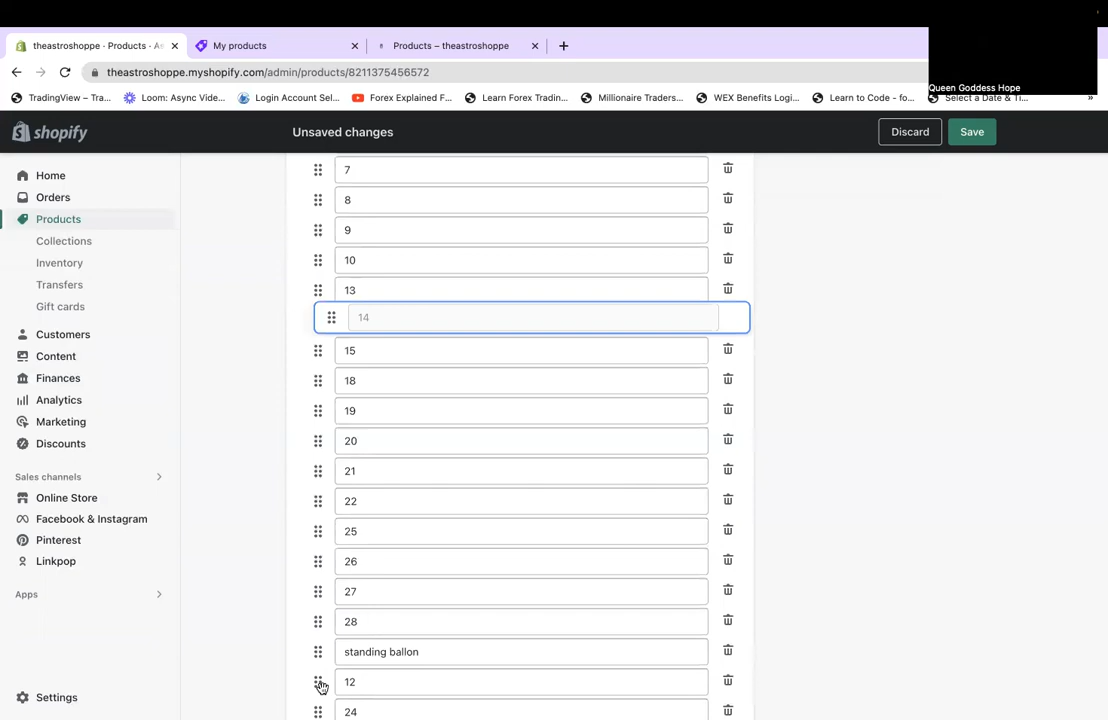 theastroshoppe · Products · As
My products
Products – theastroshoppe
theastroshoppe.myshopify.com/admin/products/8211375456572
Queen Goddess Hope
TradingView – Tra...
Loom: Async Vide...
Login Account Sel...
Forex Explained F...
Learn Forex Tradin...
Millionaire Traders...
WEX Benefits Logi...
Learn to Code - fo...
Select a Date & Ti...
»
shopify
Unsaved changes
Discard
Save
Home
Orders
Products
Collections
Inventory
Transfers
Gift cards
Customers
Content
Finances
Analytics
Marketing
Discounts
Sales channels
Online Store
Facebook & Instagram
Pinterest
Linkpop
Apps
Settings
7
8
9
10
13
14
15
18
19
20
21
22
25
26
27
28
standing ballon
12
24